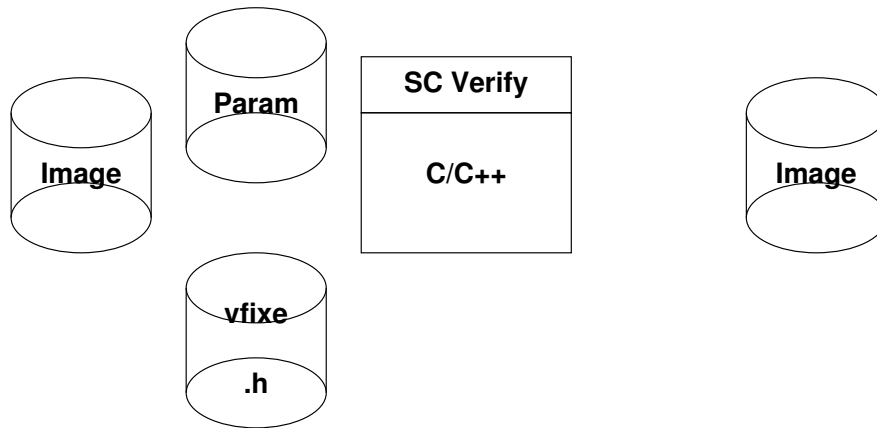 Param
SC Verify
Image
C/C++
Image
vfixe
.h